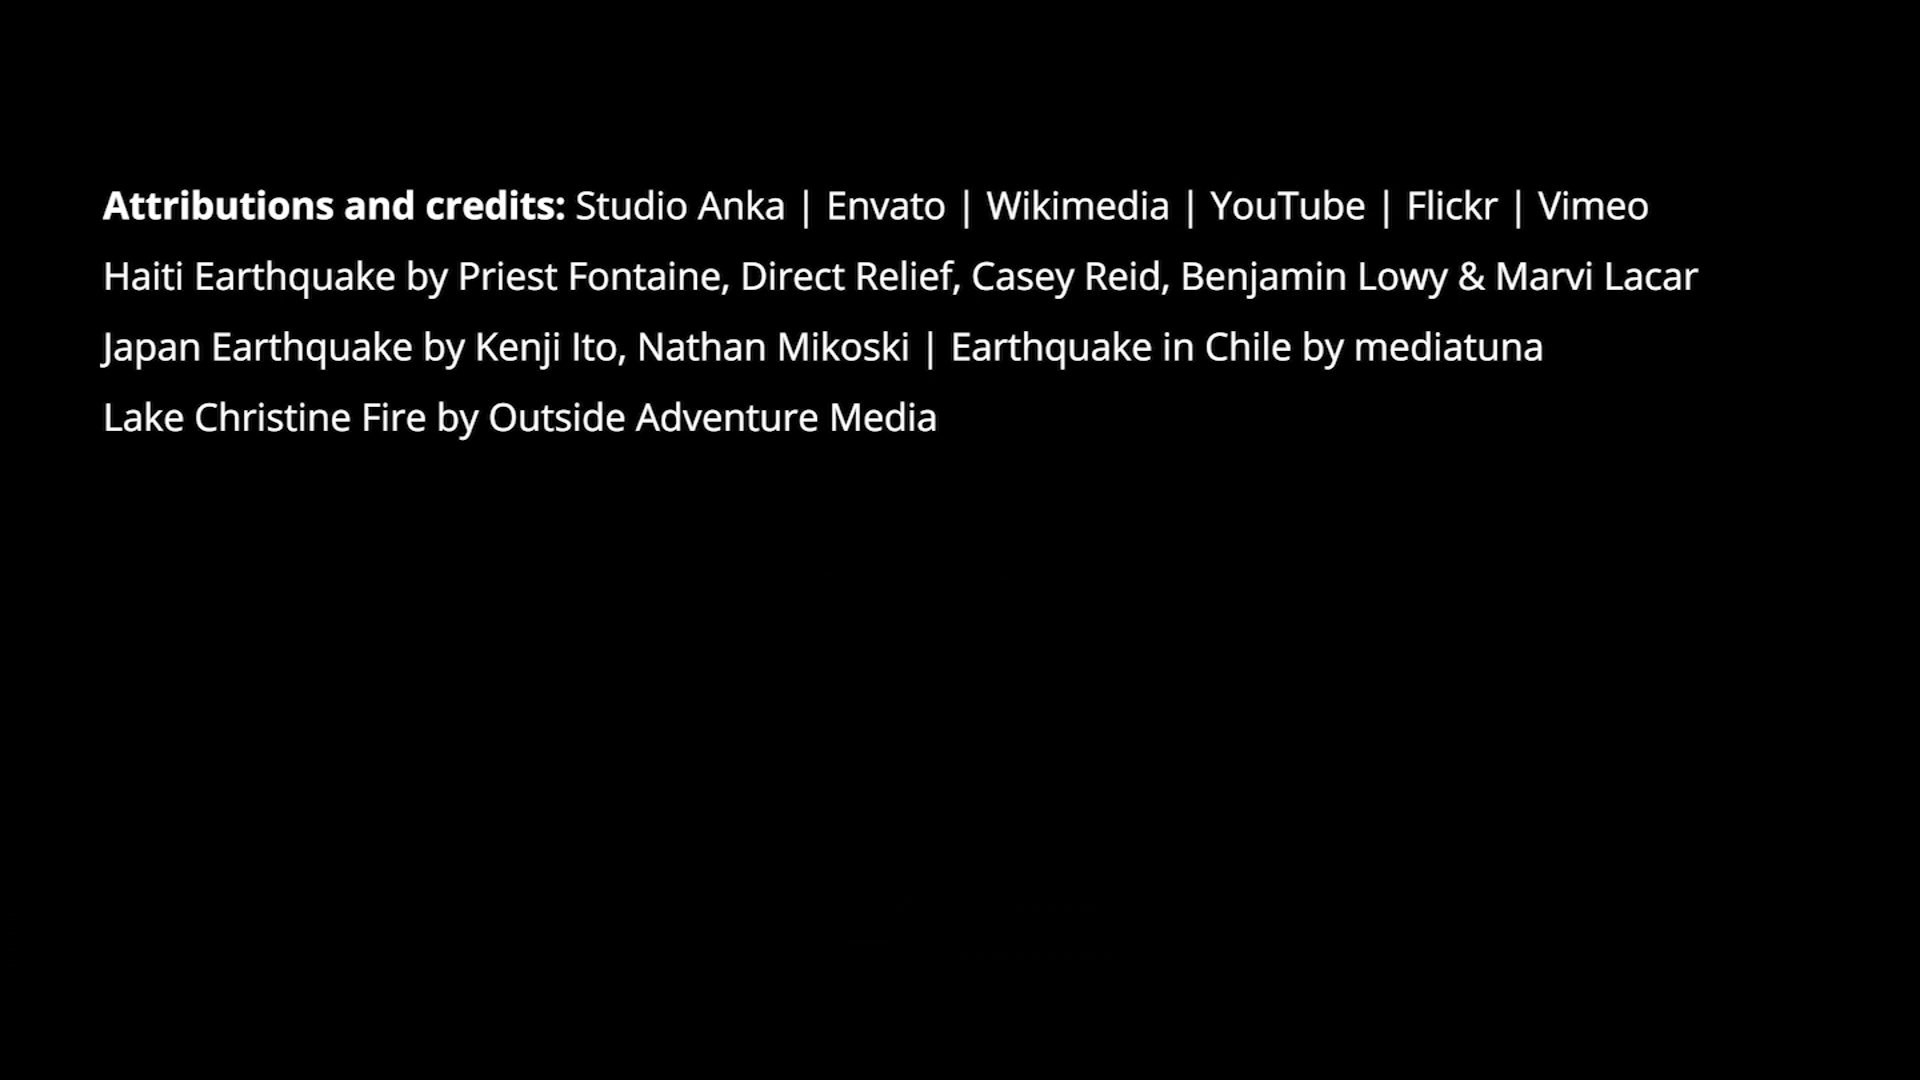 Attributions and credits: Studio Anka | Envato | Wikimedia | YouTube | Flickr | Vimeo
Haiti Earthquake by Priest Fontaine, Direct Relief, Casey Reid, Benjamin Lowy & Marvi Lacar
Japan Earthquake by Kenji Ito, Nathan Mikoski | Earthquake in Chile by mediatuna
Lake Christine Fire by Outside Adventure Media